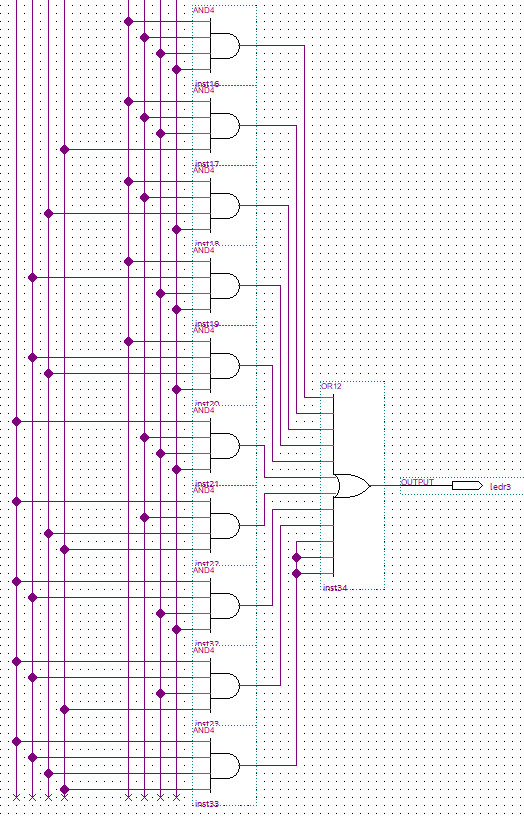 AND4
inst16
AND4
inst17
AND4
inst18
AND4
inst19
AND4
inst20
AND4
inst21
AND4
inst22
AND4
inst32
AND4
inst23
AND4
inst33
OR12
inst34
OUTPUT
ledr3